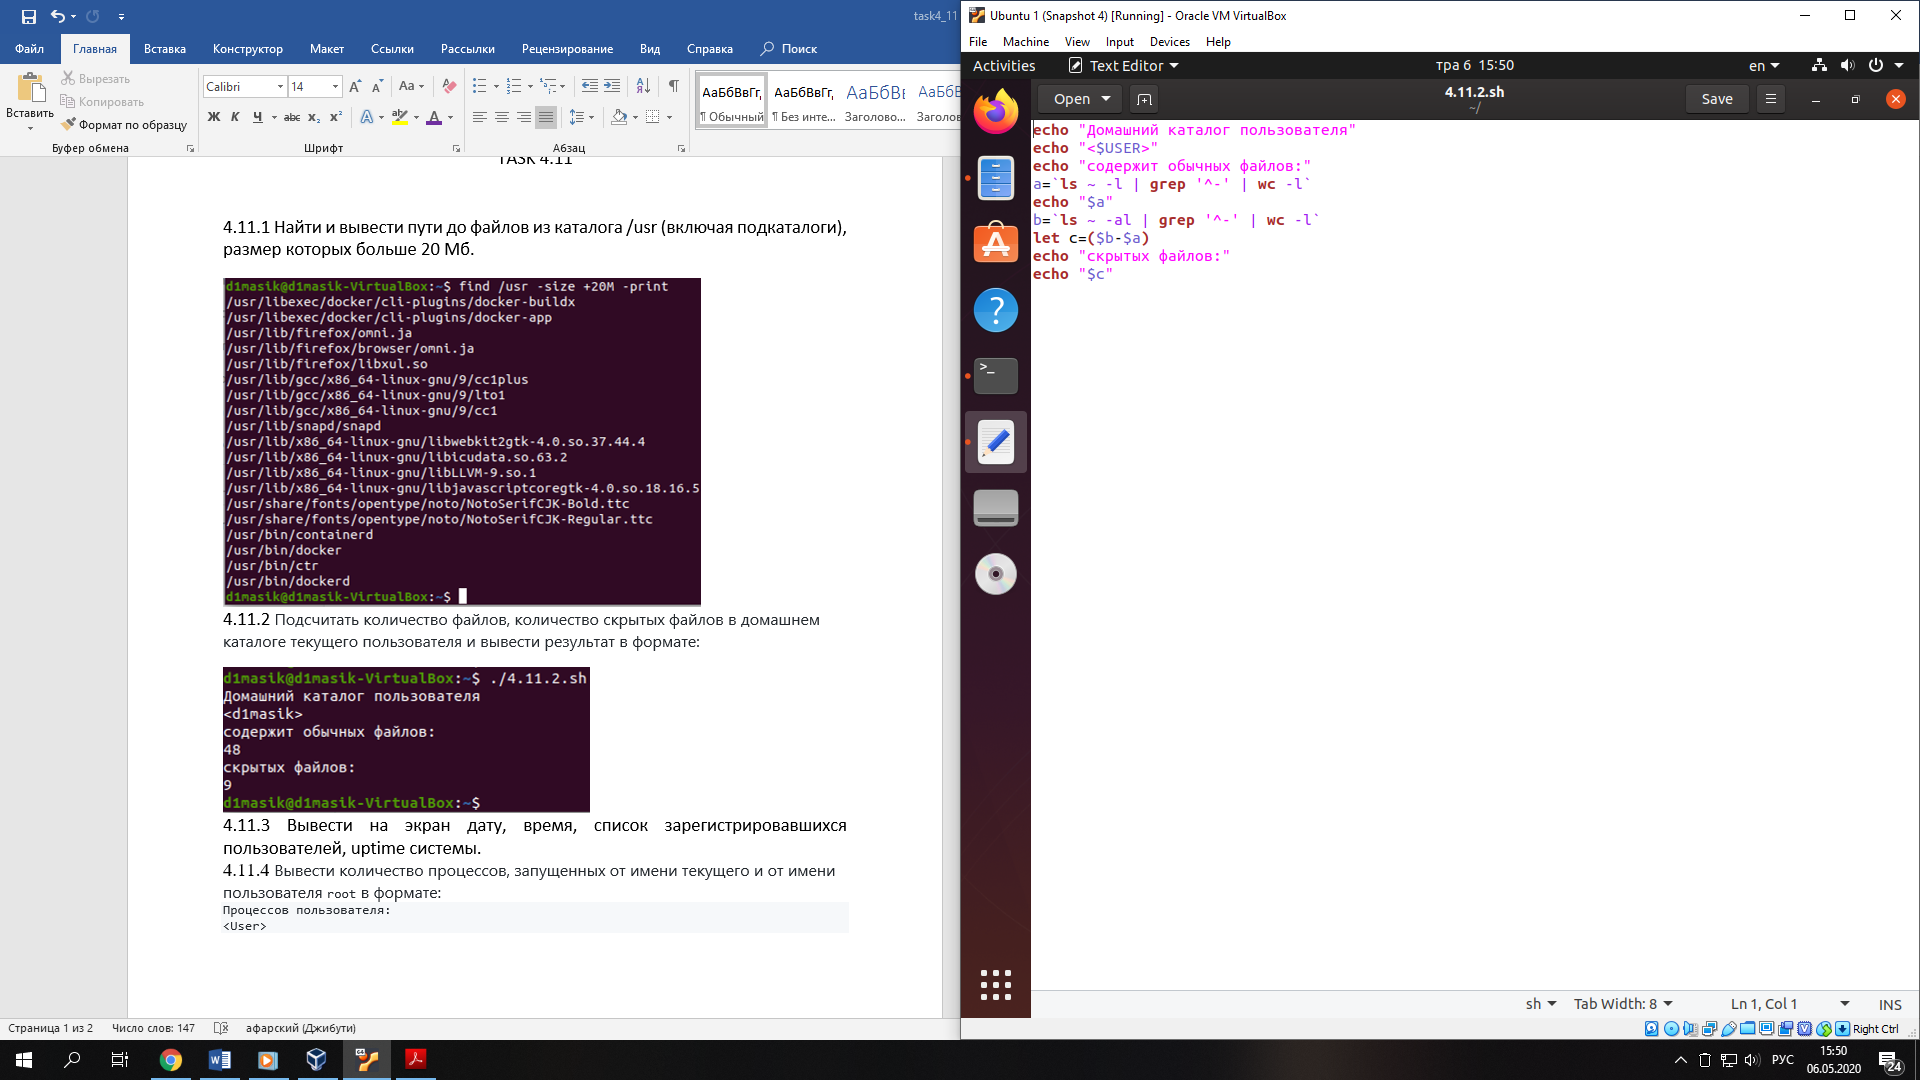 task4_11
Файл
Главная
Вставка
Конструктор
Макет
Ссылки
Рассылки
Рецензирование
Вид
Справка
Поиск
Вставить
Вырезать
Копировать
Формат по образцу
Буфер обмена
Calibri
14
Aa
Ж К Ч abc x₂ x²
Шрифт
Абзац
АаБбВвГг,
¶ Обычный
АаБбВвГг,
¶ Без инте...
АаБбВı
Заголово...
АаБбВ
Заголов
TASK 4.11
4.11.1 Найти и вывести пути до файлов из каталога /usr (включая подкаталоги),
размер которых больше 20 Мб.
d1masik@d1masik-VirtualBox:~$ find /usr -size +20M -print
/usr/libexec/docker/cli-plugins/docker-buildx
/usr/libexec/docker/cli-plugins/docker-app
/usr/lib/firefox/omni.ja
/usr/lib/firefox/browser/omni.ja
/usr/lib/firefox/libxul.so
/usr/lib/gcc/x86_64-linux-gnu/9/cc1plus
/usr/lib/gcc/x86_64-linux-gnu/9/lto1
/usr/lib/gcc/x86_64-linux-gnu/9/cc1
/usr/lib/snapd/snapd
/usr/lib/x86_64-linux-gnu/libwebkit2gtk-4.0.so.37.44.4
/usr/lib/x86_64-linux-gnu/libicudata.so.63.2
/usr/lib/x86_64-linux-gnu/libLLVM-9.so.1
/usr/lib/x86_64-linux-gnu/libjavascriptcoregtk-4.0.so.18.16.5
/usr/share/fonts/opentype/noto/NotoSerifCJK-Bold.ttc
/usr/share/fonts/opentype/noto/NotoSerifCJK-Regular.ttc
/usr/bin/containerd
/usr/bin/docker
/usr/bin/ctr
/usr/bin/dockerd
d1masik@d1masik-VirtualBox:~$
4.11.2 Подсчитать количество файлов, количество скрытых файлов в домашнем
каталоге текущего пользователя и вывести результат в формате:
d1masik@d1masik-VirtualBox:~$ ./4.11.2.sh
Домашний каталог пользователя
<d1masik>
содержит обычных файлов:
48
скрытых файлов:
9
d1masik@d1masik-VirtualBox:~$
4.11.3 Вывести на экран дату, время, список зарегистрировавшихся
пользователей, uptime системы.
4.11.4 Вывести количество процессов, запущенных от имени текущего и от имени
пользователя root в формате:
Процессов пользователя:
<User>
Страница 1 из 2
Число слов: 147
афарский (Джибути)
Ubuntu 1 (Snapshot 4) [Running] - Oracle VM VirtualBox
File Machine View Input Devices Help
Activities
Text Editor
тра 6 15:50
en
Open
4.11.2.sh
~/
Save
echo "Домашний каталог пользователя"
echo "<$USER>"
echo "содержит обычных файлов:"
a=`ls ~ -l | grep '^-' | wc -l`
echo "$a"
b=`ls ~ -al | grep '^-' | wc -l`
let c=($b-$a)
echo "скрытых файлов:"
echo "$c"
sh
Tab Width: 8
Ln 1, Col 1
INS
Right Ctrl
РУС
15:50
06.05.2020
24